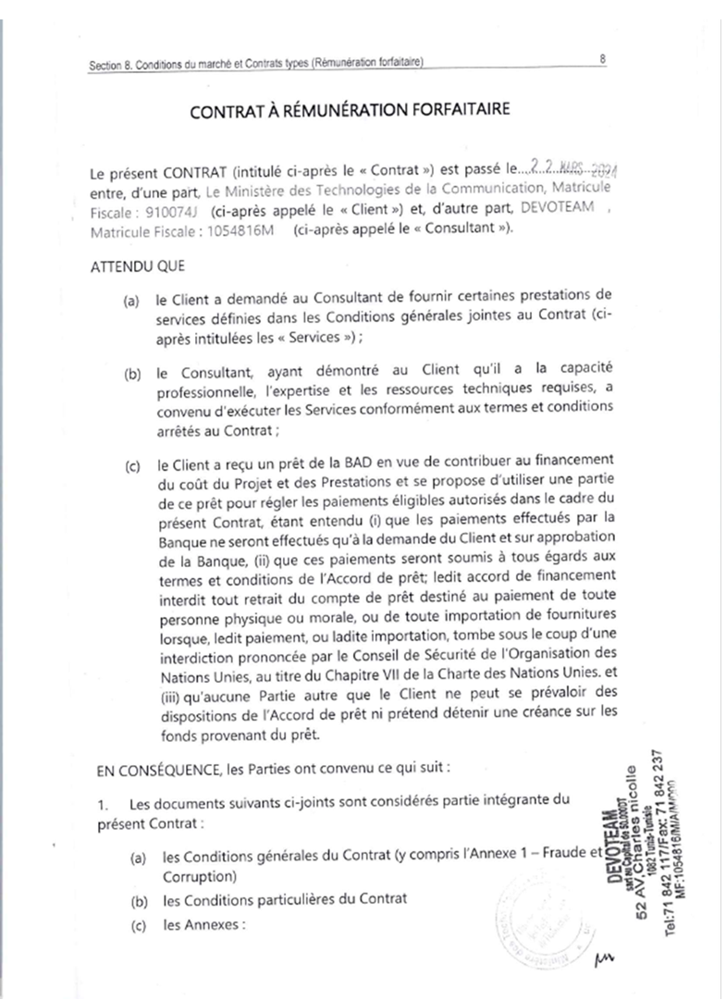 Section 8. Conditions du marché et Contrats types (Rémunération forfaitaire) 8
CONTRAT À RÉMUNÉRATION FORFAITAIRE
Le présent CONTRAT (intitulé ci-après le « Contrat ») est passé le....2.2..MARS..2024
entre, d'une part, Le Ministère des Technologies de la Communication, Matricule
Fiscale : 910074J (ci-après appelé le « Client ») et, d'autre part, DEVOTEAM ,
Matricule Fiscale : 1054816M (ci-après appelé le « Consultant »).
ATTENDU QUE
(a) le Client a demandé au Consultant de fournir certaines prestations de
services définies dans les Conditions générales jointes au Contrat (ci-
après intitulées les « Services ») ;
(b) le Consultant, ayant démontré au Client qu'il a la capacité
professionnelle, l'expertise et les ressources techniques requises, a
convenu d'exécuter les Services conformément aux termes et conditions
arrêtés au Contrat ;
(c) le Client a reçu un prêt de la BAD en vue de contribuer au financement
du coût du Projet et des Prestations et se propose d'utiliser une partie
de ce prêt pour régler les paiements éligibles autorisés dans le cadre du
présent Contrat, étant entendu (i) que les paiements effectués par la
Banque ne seront effectués qu'à la demande du Client et sur approbation
de la Banque, (ii) que ces paiements seront soumis à tous égards aux
termes et conditions de l'Accord de prêt; ledit accord de financement
interdit tout retrait du compte de prêt destiné au paiement de toute
personne physique ou morale, ou de toute importation de fournitures
lorsque, ledit paiement, ou ladite importation, tombe sous le coup d'une
interdiction prononcée par le Conseil de Sécurité de l'Organisation des
Nations Unies, au titre du Chapitre VII de la Charte des Nations Unies. et
(iii) qu'aucune Partie autre que le Client ne peut se prévaloir des
dispositions de l'Accord de prêt ni prétend détenir une créance sur les
fonds provenant du prêt.
EN CONSÉQUENCE, les Parties ont convenu ce qui suit :
1. Les documents suivants ci-joints sont considérés partie intégrante du
présent Contrat :
(a) les Conditions générales du Contrat (y compris l'Annexe 1 – Fraude et
Corruption)
(b) les Conditions particulières du Contrat
(c) les Annexes :
DEVOTEAM
sarl au Capital de 50.000DT
52 AV,Charles nicolle
1082 Tunis-Tunisie
Tel:71 842 117/Fax: 71 842 237
MF:1054816/M/A/M/000